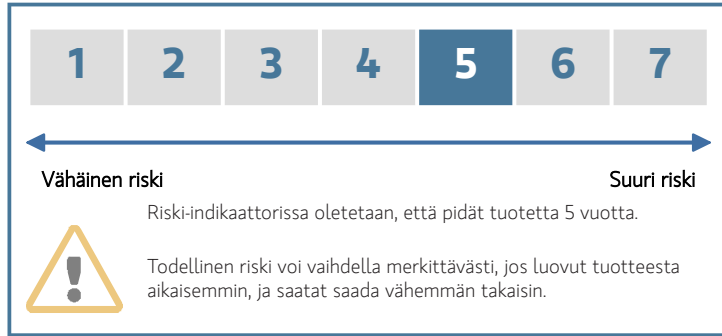 1 2 3 4 5 6 7
Vähäinen riski Suuri riski
Riski-indikaattorissa oletetaan, että pidät tuotetta 5 vuotta.
Todellinen riski voi vaihdella merkittävästi, jos luovut tuotteesta
aikaisemmin, ja saatat saada vähemmän takaisin.